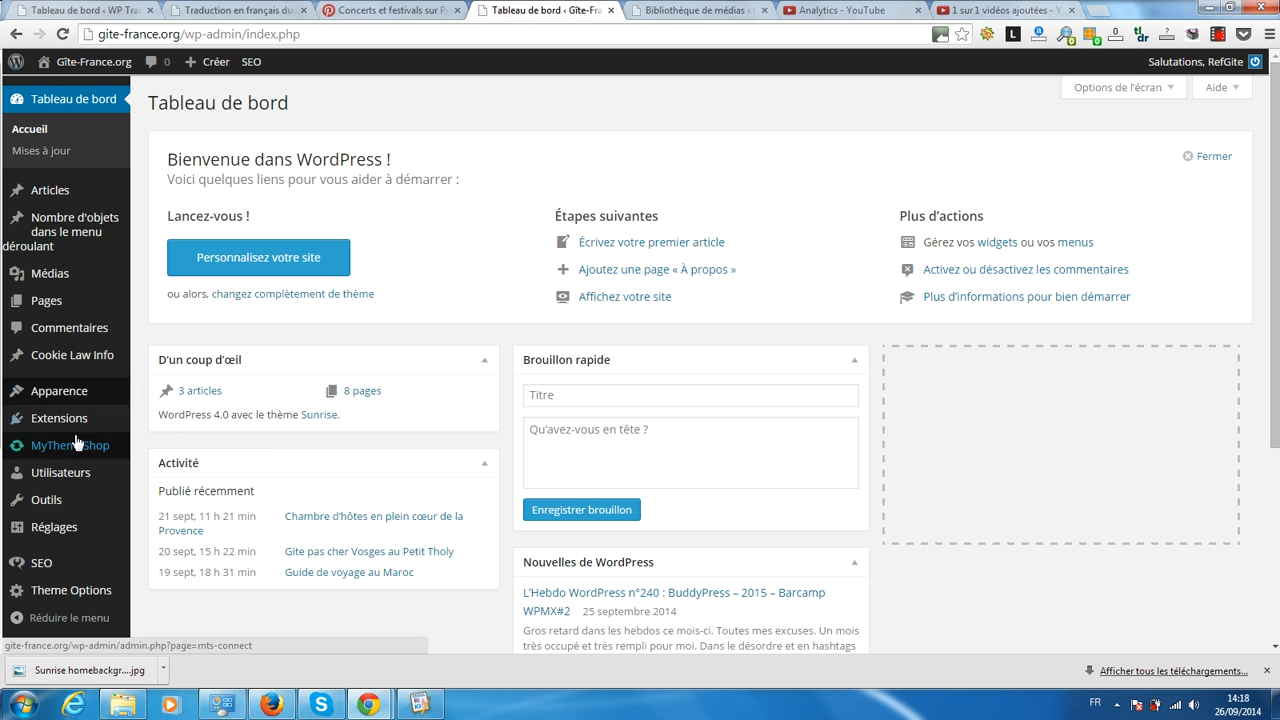 Tableau de bord ‹ WP Tra
Traduction en français du
Concerts et festivals sur P
Tableau de bord ‹ Gîte-Fra
Bibliothèque de médias ‹
Analytics - YouTube
1 sur 1 vidéos ajoutées - Y
gite-france.org/wp-admin/index.php
Gîte-France.org
0
Créer
SEO
Salutations, RefGite
Tableau de bord
Accueil
Mises à jour
Articles
Nombre d'objets
dans le menu
déroulant
Médias
Pages
Commentaires
Cookie Law Info
Apparence
Extensions
MyThemeShop
Utilisateurs
Outils
Réglages
SEO
Theme Options
Réduire le menu
Tableau de bord
Options de l'écran
Aide
Bienvenue dans WordPress !
Voici quelques liens pour vous aider à démarrer :
Fermer
Lancez-vous !
Personnalisez votre site
ou alors, changez complètement de thème
Étapes suivantes
Écrivez votre premier article
Ajoutez une page « À propos »
Affichez votre site
Plus d'actions
Gérez vos widgets ou vos menus
Activez ou désactivez les commentaires
Plus d'informations pour bien démarrer
D'un coup d'œil
3 articles
8 pages
WordPress 4.0 avec le thème Sunrise.
Activité
Publié récemment
21 sept, 11 h 21 min Chambre d'hôtes en plein cœur de la
Provence
20 sept, 15 h 22 min Gite pas cher Vosges au Petit Tholy
19 sept, 18 h 31 min Guide de voyage au Maroc
Brouillon rapide
Titre
Qu'avez-vous en tête ?
Enregistrer brouillon
Nouvelles de WordPress
L'Hebdo WordPress n°240 : BuddyPress – 2015 – Barcamp
WPMX#2 25 septembre 2014
Gros retard dans les hebdos ce mois-ci. Toutes mes excuses. Un mois
très occupé et très rempli pour moi. Dans le désordre et en hashtags
gite-france.org/wp-admin/admin.php?page=mts-connect
Sunrise homebackgr....jpg
Afficher tous les téléchargements...
FR
14:18
26/09/2014